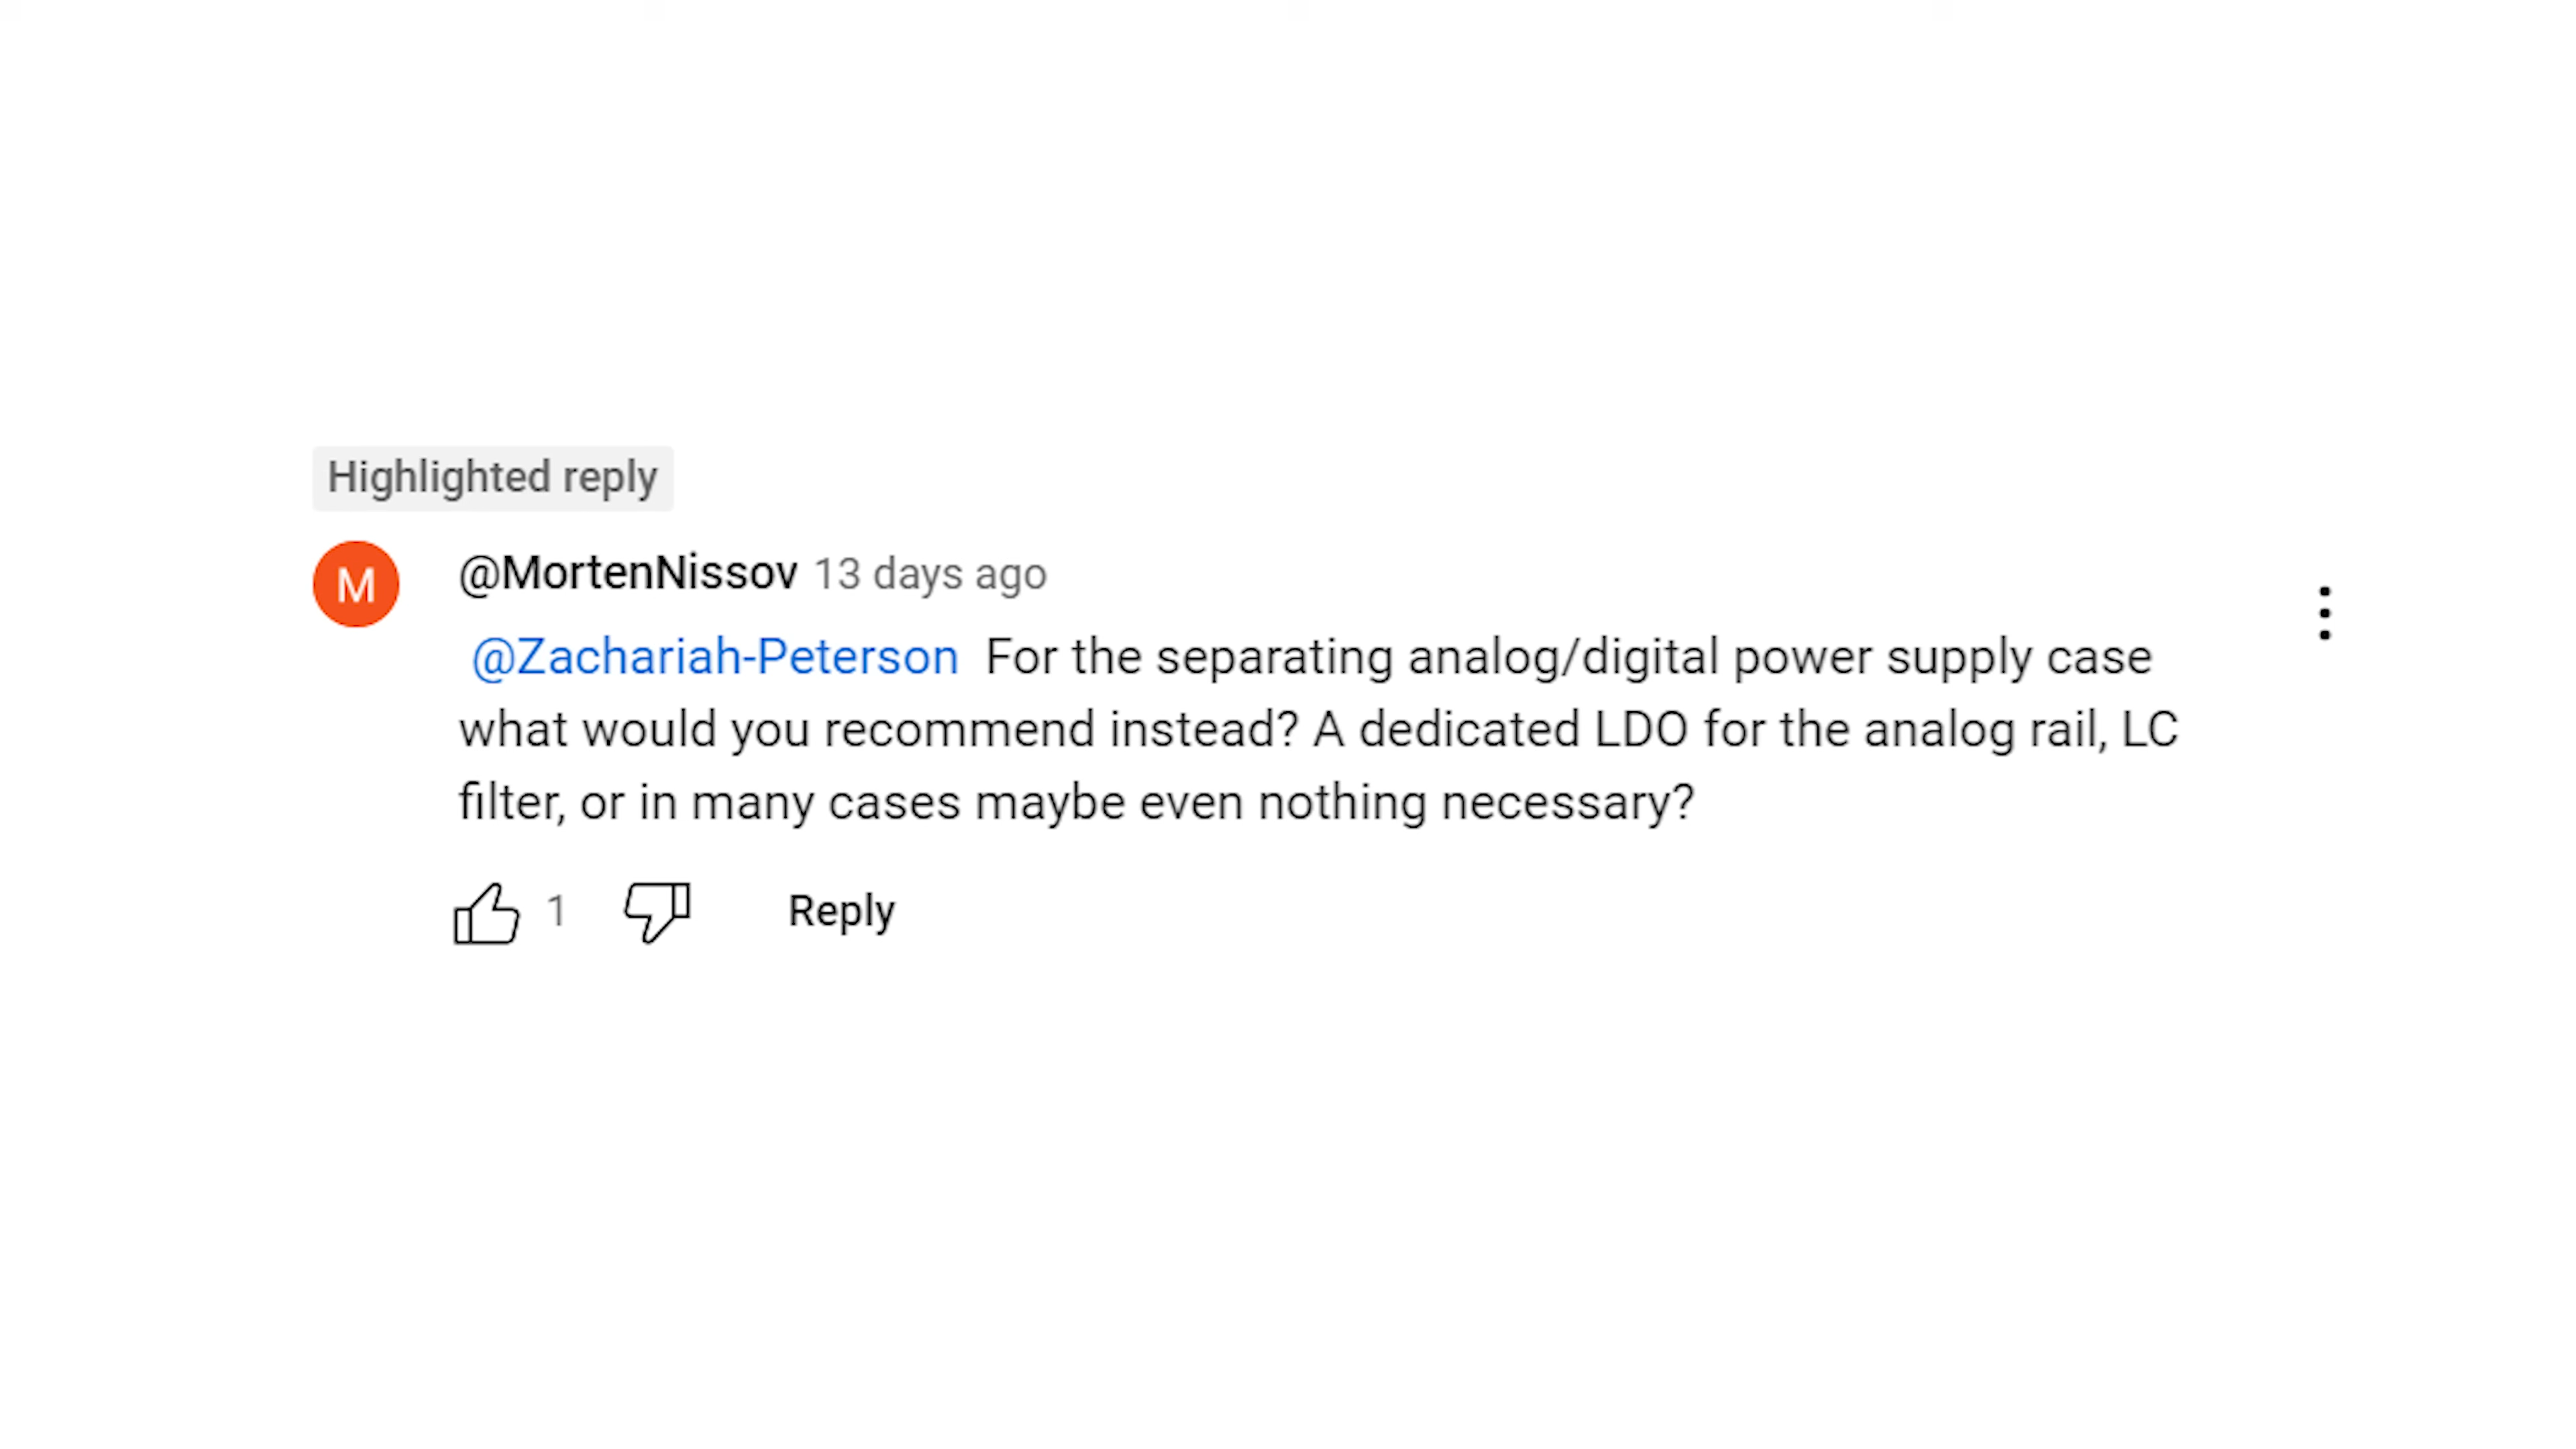 Highlighted reply
M
@MortenNissov 13 days ago
@Zachariah-Peterson For the separating analog/digital power supply case
what would you recommend instead? A dedicated LDO for the analog rail, LC
filter, or in many cases maybe even nothing necessary?
1 Reply